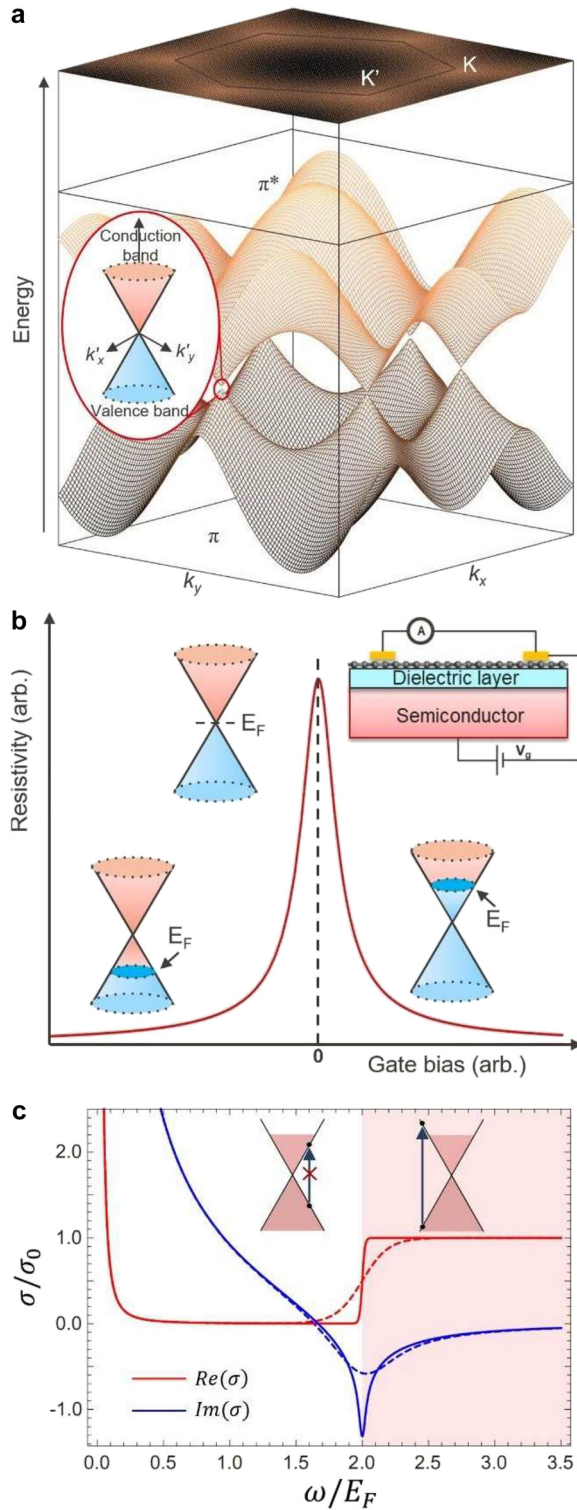 a
K' K
π*
Conduction
band
k'x k'y
Valence band
Energy
π
ky kx
b
A
Dielectric layer
Semiconductor
Vg
EF
EF
EF
Resistivity (arb.)
0 Gate bias (arb.)
c
2.0
1.0
0.0
-1.0
σ/σ0
Re(σ)
Im(σ)
0.0 0.5 1.0 1.5 2.0 2.5 3.0 3.5
ω/EF